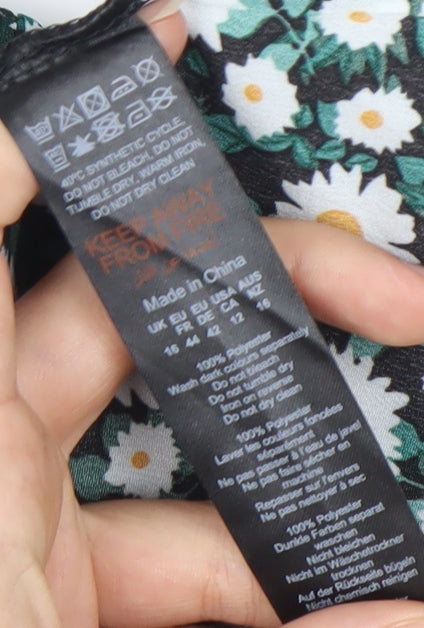 40°C SYNTHETIC CYCLE.
DO NOT BLEACH, DO NOT
TUMBLE DRY, WARM IRON,
DO NOT DRY CLEAN
KEEP AWAY
FROM FIRE
Made in China
UK EU EU USA AUS
FR DE CA NZ
16 44 42 12 16
100% Polyester
Wash dark colours separately
Do not bleach
Do not tumble dry
Iron on reverse
Do not dry clean
100% Polyester
Laver les couleurs foncées
séparément
Ne pas passer à l'eau de javel
Ne pas faire sécher en
machine
Repasser sur l'envers
Ne pas nettoyer à sec
100% Polyester
Dunkle Farben separat
waschen
Nicht bleichen
Nicht im Wäschetrockner
trocknen
Auf der Rückseite bügeln
Nicht chemisch reinigen